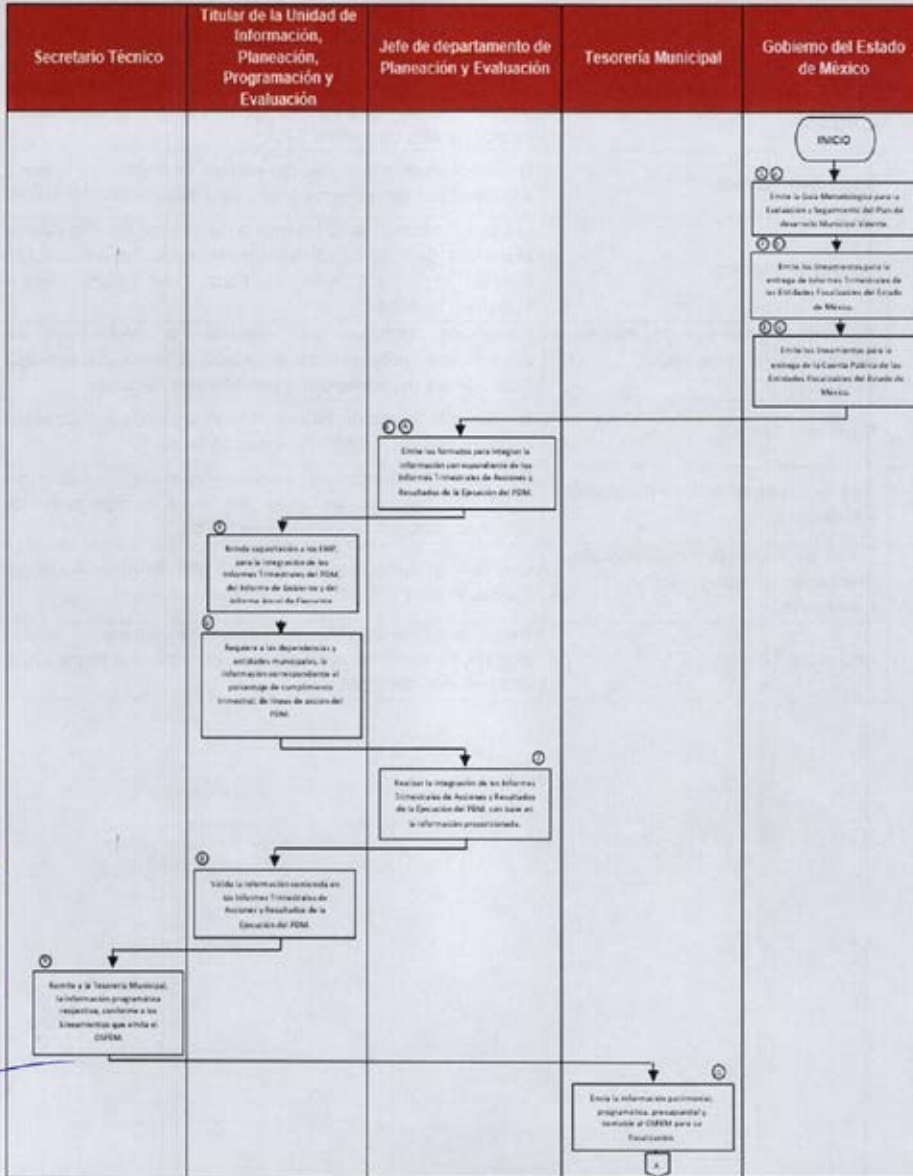 Secretario Técnico
Titular de la Unidad de
Información,
Planeación,
Programación y
Evaluación
Jefe de departamento de
Planeación y Evaluación
Tesorería Municipal
Gobierno del Estado
de México
INICIO
Emite la Guía Metodológica para la
Evaluación y Seguimiento del Plan de
desarrollo Municipal Vigente.
Emite los lineamientos para la
entrega de Informes Trimestrales de
las Entidades Fiscalizables del Estado
de México.
Emite los lineamientos para la
entrega de la Cuenta Pública de las
Entidades Fiscalizables del Estado de
México.
Emite los formatos para integrar la
información correspondiente de los
Informes Trimestrales de Acciones y
Resultados de la Ejecución del PDM.
Brinda capacitación a las
para la integración de los
Informes Trimestrales del PDM,
del Informe de Gobierno y del
Informe Anual de
6
Requiere a las dependencias y
entidades municipales, la
información correspondiente al
porcentaje de cumplimiento
trimestral, de líneas de acción del
PDM.
7
Realizar la integración de los Informes
Trimestrales de Acciones y Resultados
de la Ejecución del PDM, con base en
la información proporcionada.
8
Valida la información contenida en
los Informes Trimestrales de
Acciones y Resultados de la
Ejecución del PDM.
9
Remite a la Tesorería Municipal,
la información programática
respectiva, conforme a los
Lineamientos que emita el
OSFEM.
Envía la información patrimonial,
programática, presupuestal y
contable al OSFEM para su
fiscalización.
A